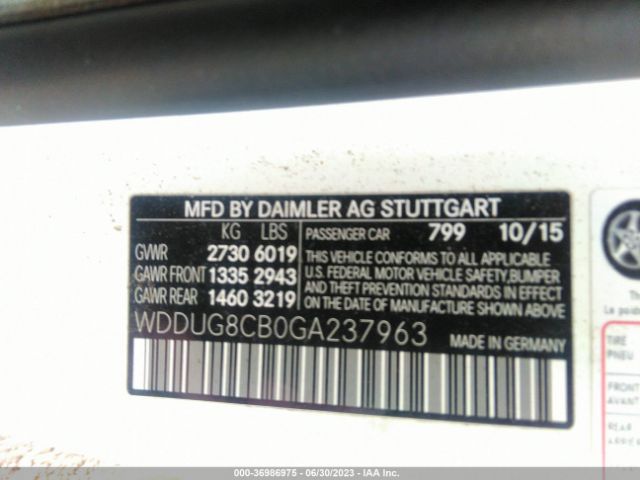 MFD BY DAIMLER AG STUTTGART
KG LBS
GVWR 2730 6019
GAWR FRONT 1335 2943
GAWR REAR 1460 3219
PASSENGER CAR 799 10/15
THIS VEHICLE CONFORMS TO ALL APPLICABLE
U.S. FEDERAL MOTOR VEHICLE SAFETY, BUMPER
AND THEFT PREVENTION STANDARDS IN EFFECT
ON THE DATE OF MANUFACTURE SHOWN ABOVE
WDDUG8CB0GA237963 MADE IN GERMANY
TIRE
PNEU
FRONT
AVANT
REAR
000-36986975 - 06/30/2023 - IAA Inc.